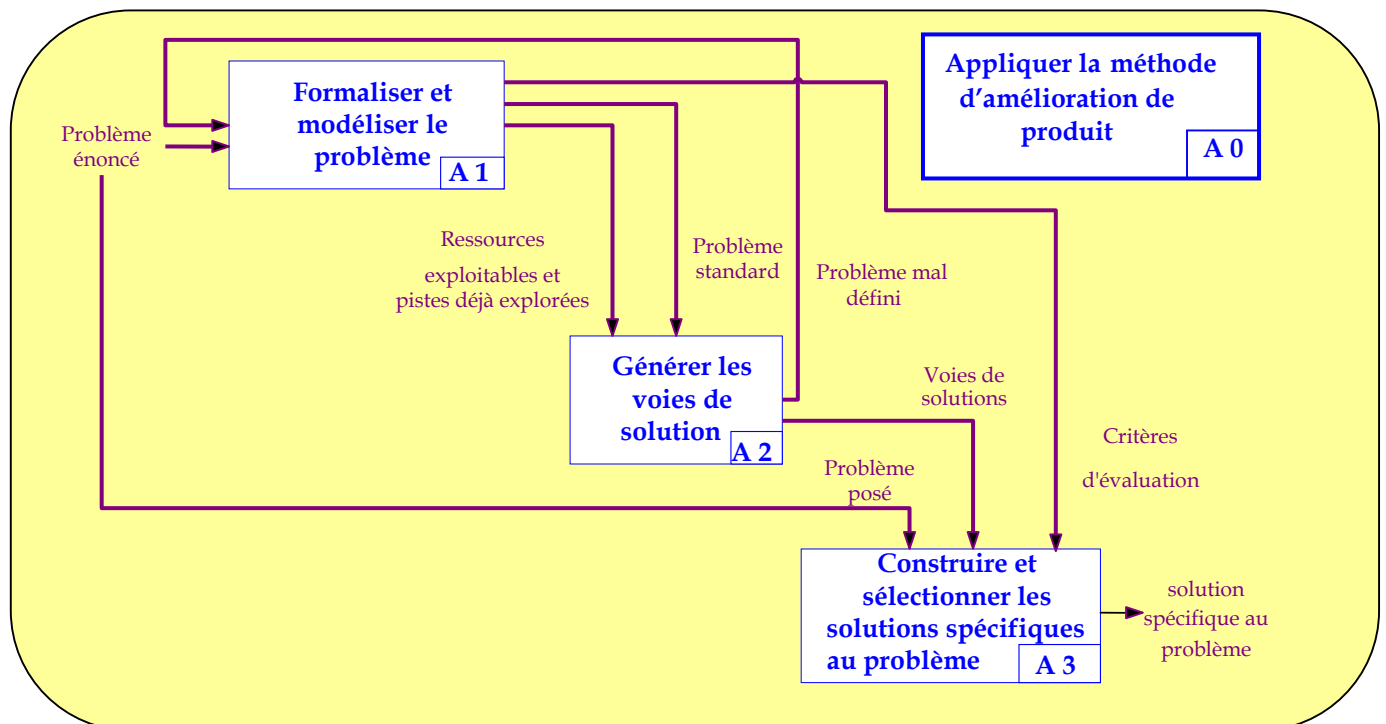 Formaliser et
modéliser le
problème
A 1
Appliquer la méthode
d’amélioration de
produit
A 0
Problème
énoncé
Ressources
exploitables et
pistes déjà explorées
Problème
standard
Problème mal
défini
Générer les
voies de
solution
A 2
Voies de
solutions
Critères
d'évaluation
Problème
posé
Construire et
sélectionner les
solutions spécifiques
au problème
A 3
solution
spécifique au
problème